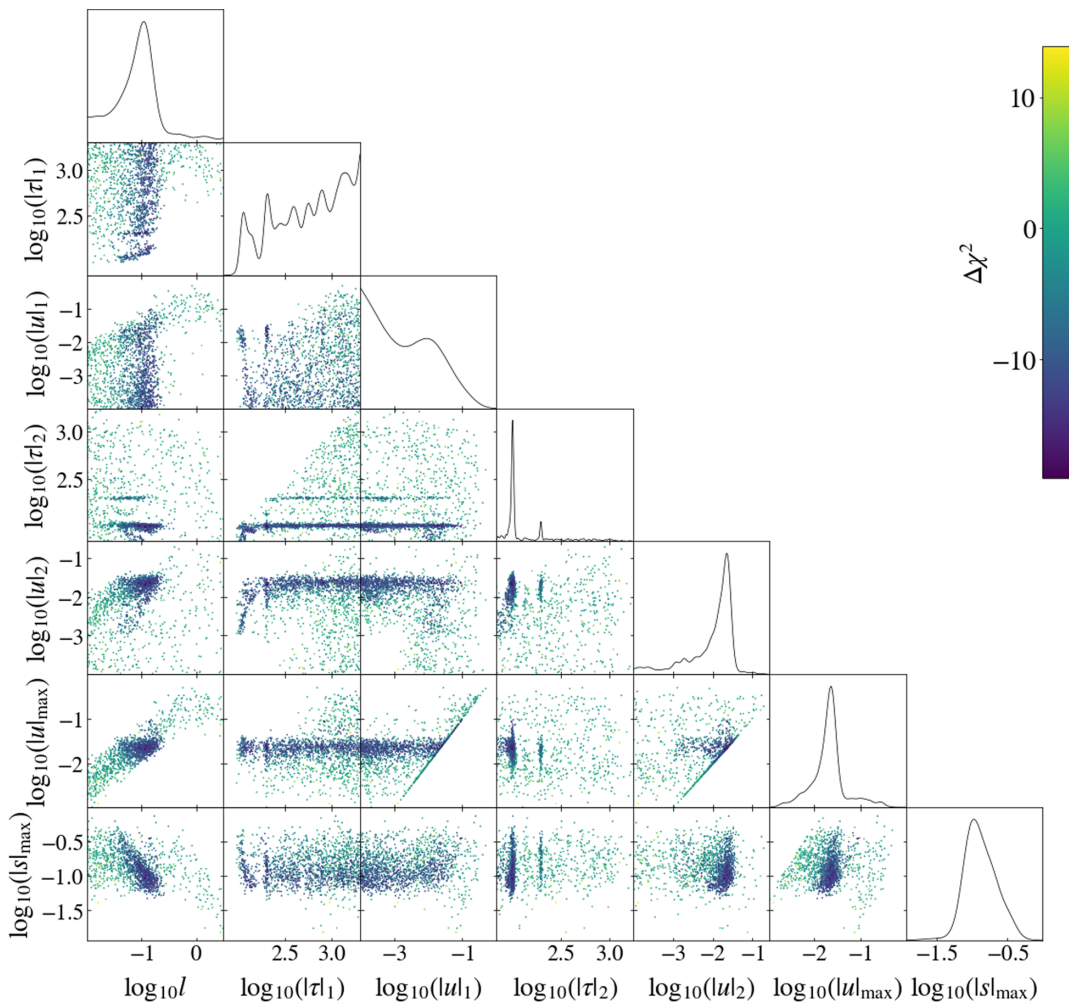 10
0
−10
Δχ²
log₁₀(|τ|₁)
3.0
2.5
log₁₀(|u|₁)
−1
−2
−3
log₁₀(|τ|₂)
3.0
2.5
log₁₀(|u|₂)
−1
−2
−3
log₁₀(|u|max)
−1
−2
log₁₀(|s|max)
−0.5
−1.0
−1.5
−1 0 2.5 3.0 −3 −1 2.5 3.0 −3 −2 −1 −2 −1 −1.5 −0.5
log₁₀l log₁₀(|τ|₁) log₁₀(|u|₁) log₁₀(|τ|₂) log₁₀(|u|₂) log₁₀(|u|max) log₁₀(|s|max)